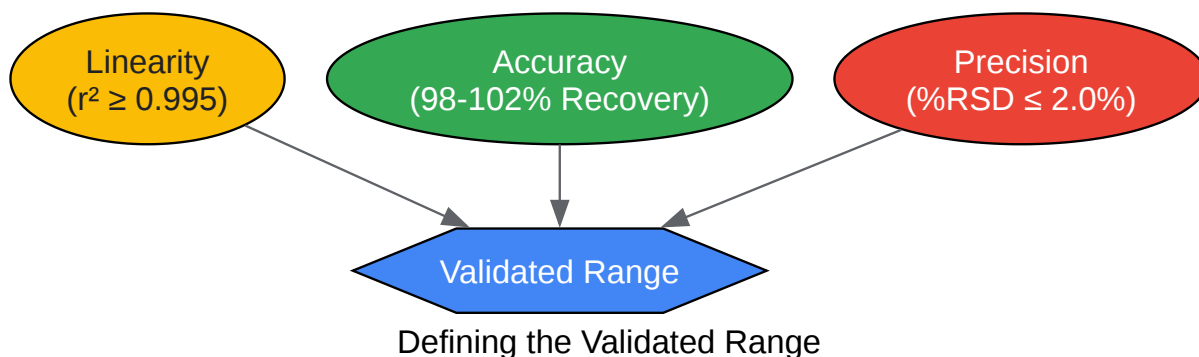 Linearity
(r² ≥ 0.995)
Accuracy
(98-102% Recovery)
Precision
(%RSD ≤ 2.0%)
Validated Range
Defining the Validated Range